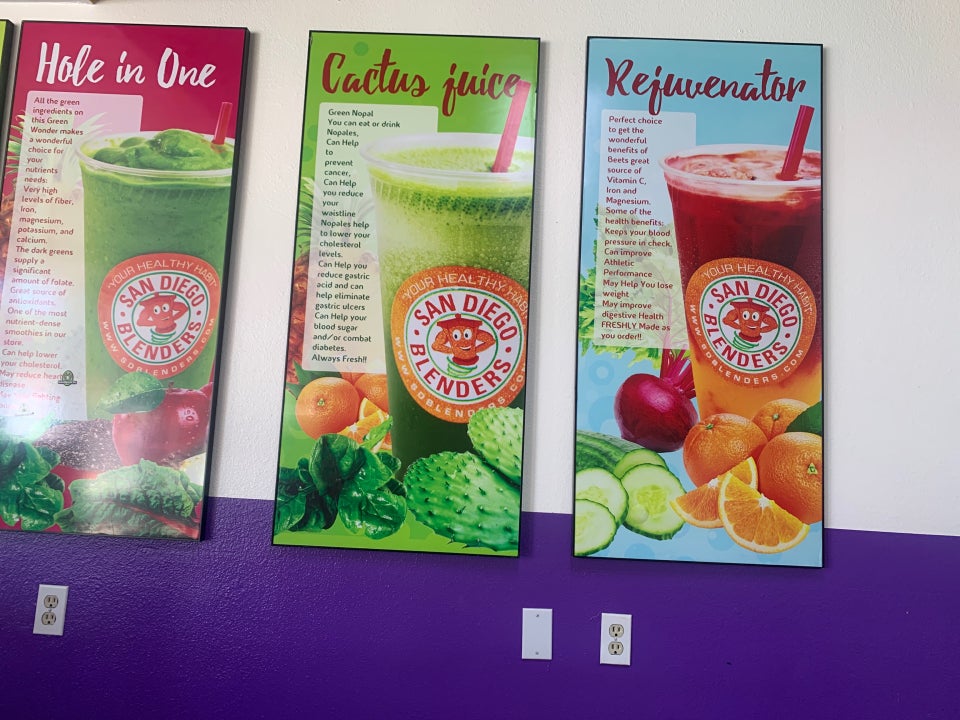 Hole in One
All the green
ingredients on
this Green
Wonder makes
a wonderful
choice for
your
nutrients
needs:
Very high
levels of fiber,
Iron,
magnesium,
potassium, and
calcium.
The dark greens
supply a
significant
amount of folate.
Great source of
antioxidants.
One of the most
nutrient-dense
smoothies in our
store.
Can help lower
your cholesterol.
May reduce heart
disease
fighting
"YOUR HEALTHY HABIT"
SAN DIEGO
BLENDERS
WWW.SDBLENDERS.COM
Cactus juice
Green Nopal
You can eat or drink
Nopales,
Can Help
to
prevent
cancer,
Can Help
you reduce
your
waistline
Nopales help
to lower your
cholesterol
levels.
Can Help you
reduce gastric
acid and can
help eliminate
gastric ulcers
Can Help your
blood sugar
and/or combat
diabetes.
Always Fresh!!
"YOUR HEALTHY HABIT"
SAN DIEGO
BLENDERS
WWW.SDBLENDERS.COM
Rejuvenator
Perfect choice
to get the
wonderful
benefits of
Beets great
source of
Vitamin C,
Iron and
Magnesium.
Some of the
health benefits:
Keeps your blood
pressure in check,
Can improve
Athletic
Performance
May Help You lose
weight
May improve
digestive Health
FRESHLY Made as
you order!!
"YOUR HEALTHY HABIT"
SAN DIEGO
BLENDERS
WWW.SDBLENDERS.COM